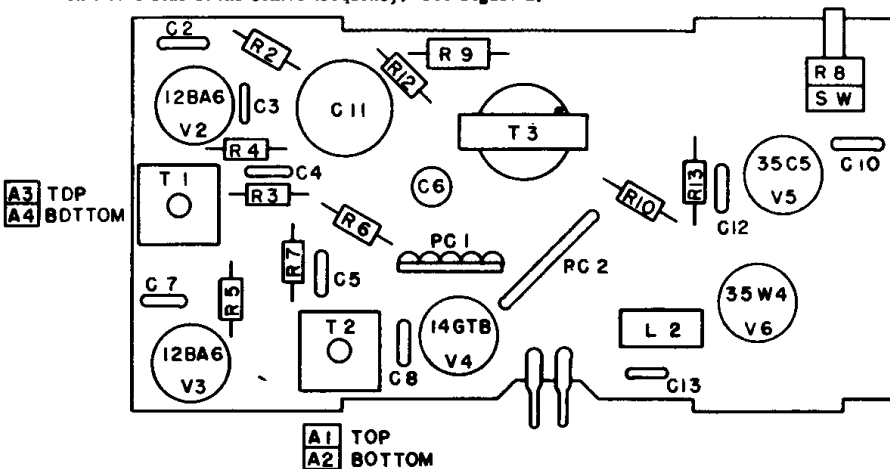 C2
R2
R12
R9
R8
SW
12BA6
V2
C3
C11
T3
R4
C4
R3
T1
C6
R13
35C5
V5
C10
A3 TOP
A4 BOTTOM
R6
R10
C12
PC1
PC2
R7
C5
C7
R5
35W4
V6
T2
14GT8
V4
L2
12BA6
V3
C8
C13
A1 TOP
A2 BOTTOM